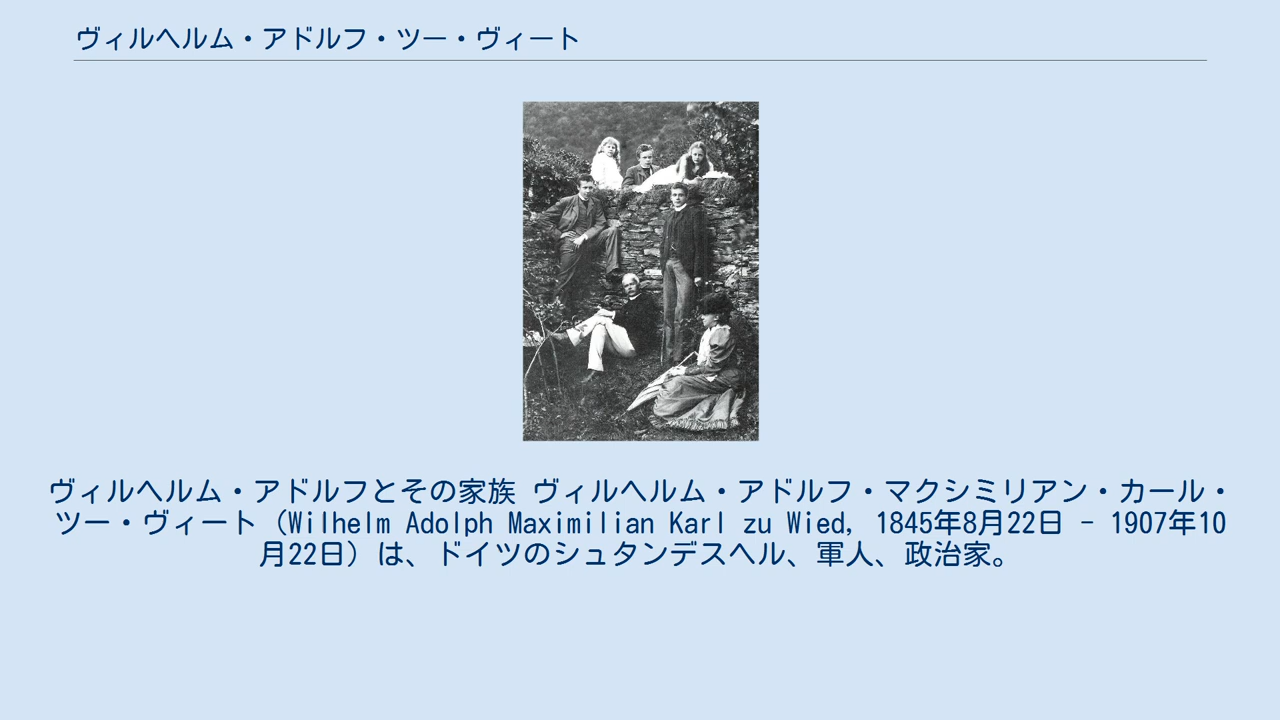 ヴィルヘルム・アドルフ・ツー・ヴィート
ヴィルヘルム・アドルフとその家族 ヴィルヘルム・アドルフ・マクシミリアン・カール・
ツー・ヴィート（Wilhelm Adolph Maximilian Karl zu Wied, 1845年8月22日 - 1907年10
月22日）は、ドイツのシュタンデスヘル、軍人、政治家。